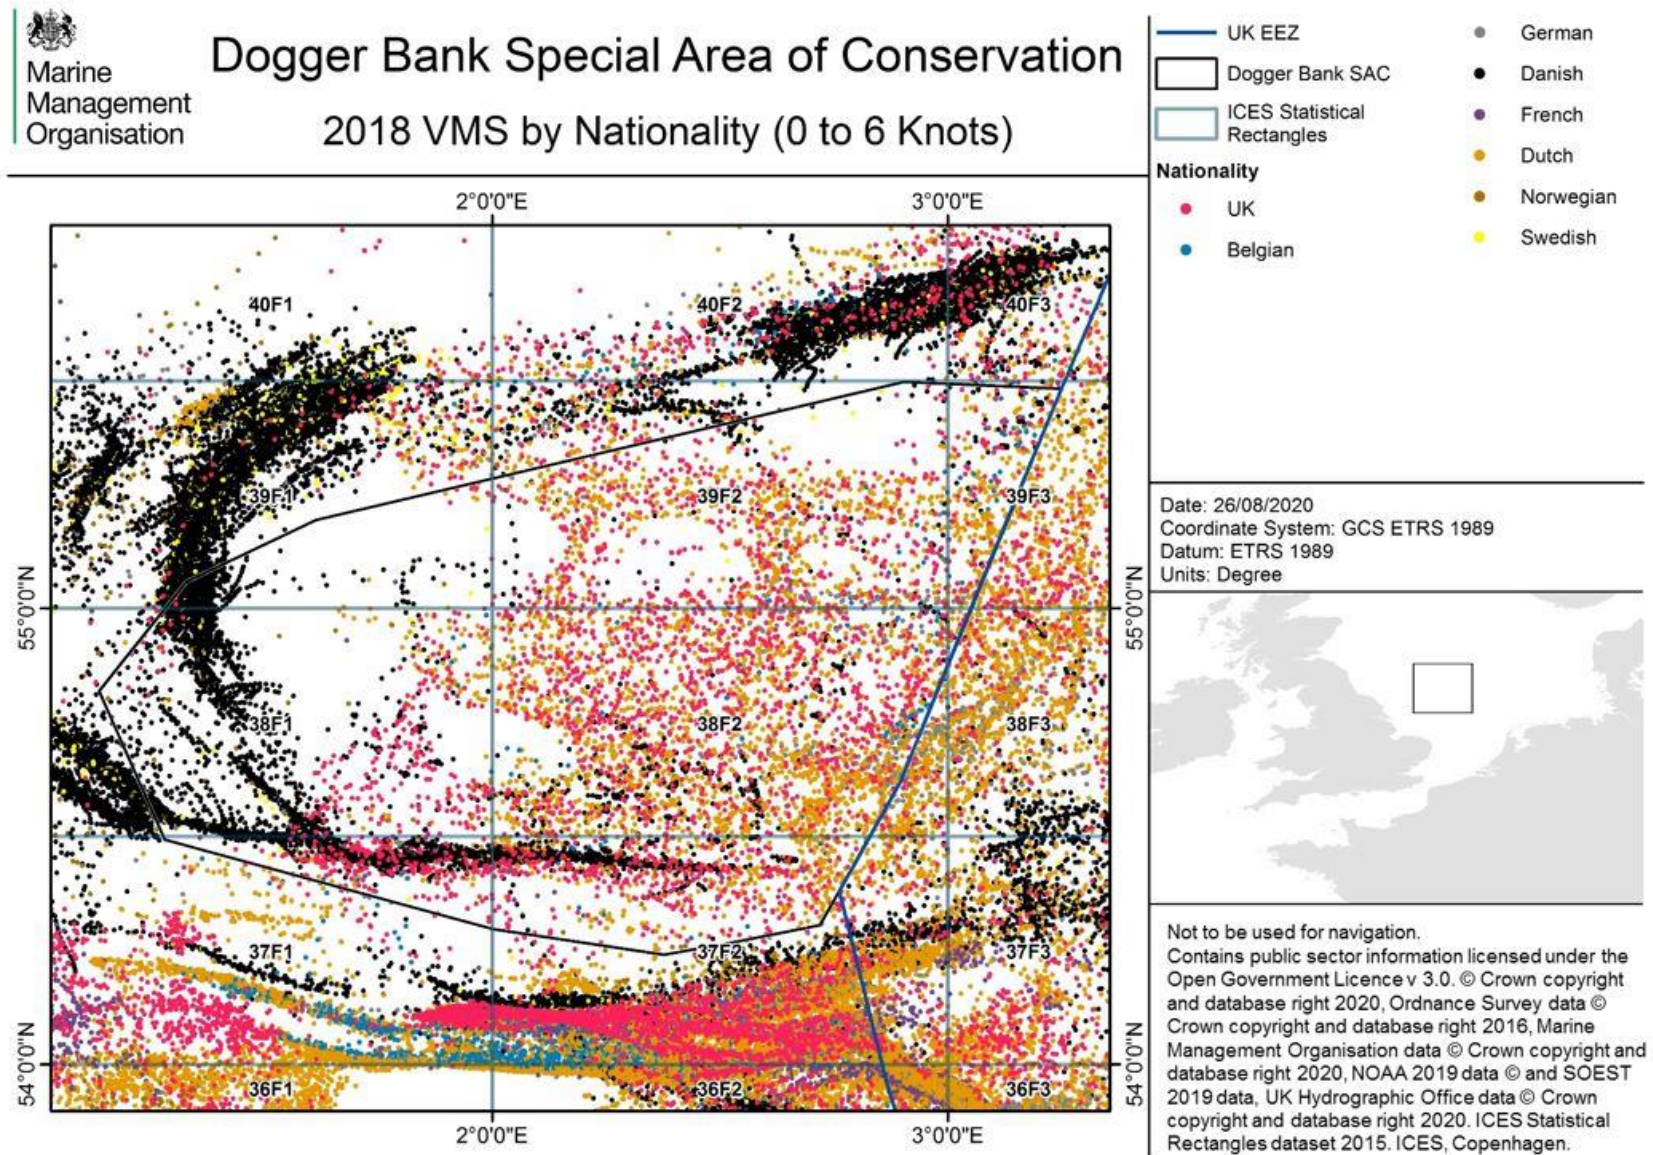 Marine
Management
Organisation
Dogger Bank Special Area of Conservation
2018 VMS by Nationality (0 to 6 Knots)
UK EEZ
Dogger Bank SAC
ICES Statistical
Rectangles
Nationality
UK
Belgian
German
Danish
French
Dutch
Norwegian
Swedish
2°0'0"E
3°0'0"E
40F1
40F2
40F3
39F1
39F2
39F3
55°0'0"N
55°0'0"N
38F1
38F2
38F3
37F1
37F2
37F3
54°0'0"N
54°0'0"N
36F1
36F2
36F3
2°0'0"E
3°0'0"E
Date: 26/08/2020
Coordinate System: GCS ETRS 1989
Datum: ETRS 1989
Units: Degree
Not to be used for navigation.
Contains public sector information licensed under the
Open Government Licence v 3.0. © Crown copyright
and database right 2020, Ordnance Survey data ©
Crown copyright and database right 2016, Marine
Management Organisation data © Crown copyright and
database right 2020, NOAA 2019 data © and SOEST
2019 data, UK Hydrographic Office data © Crown
copyright and database right 2020. ICES Statistical
Rectangles dataset 2015. ICES, Copenhagen.